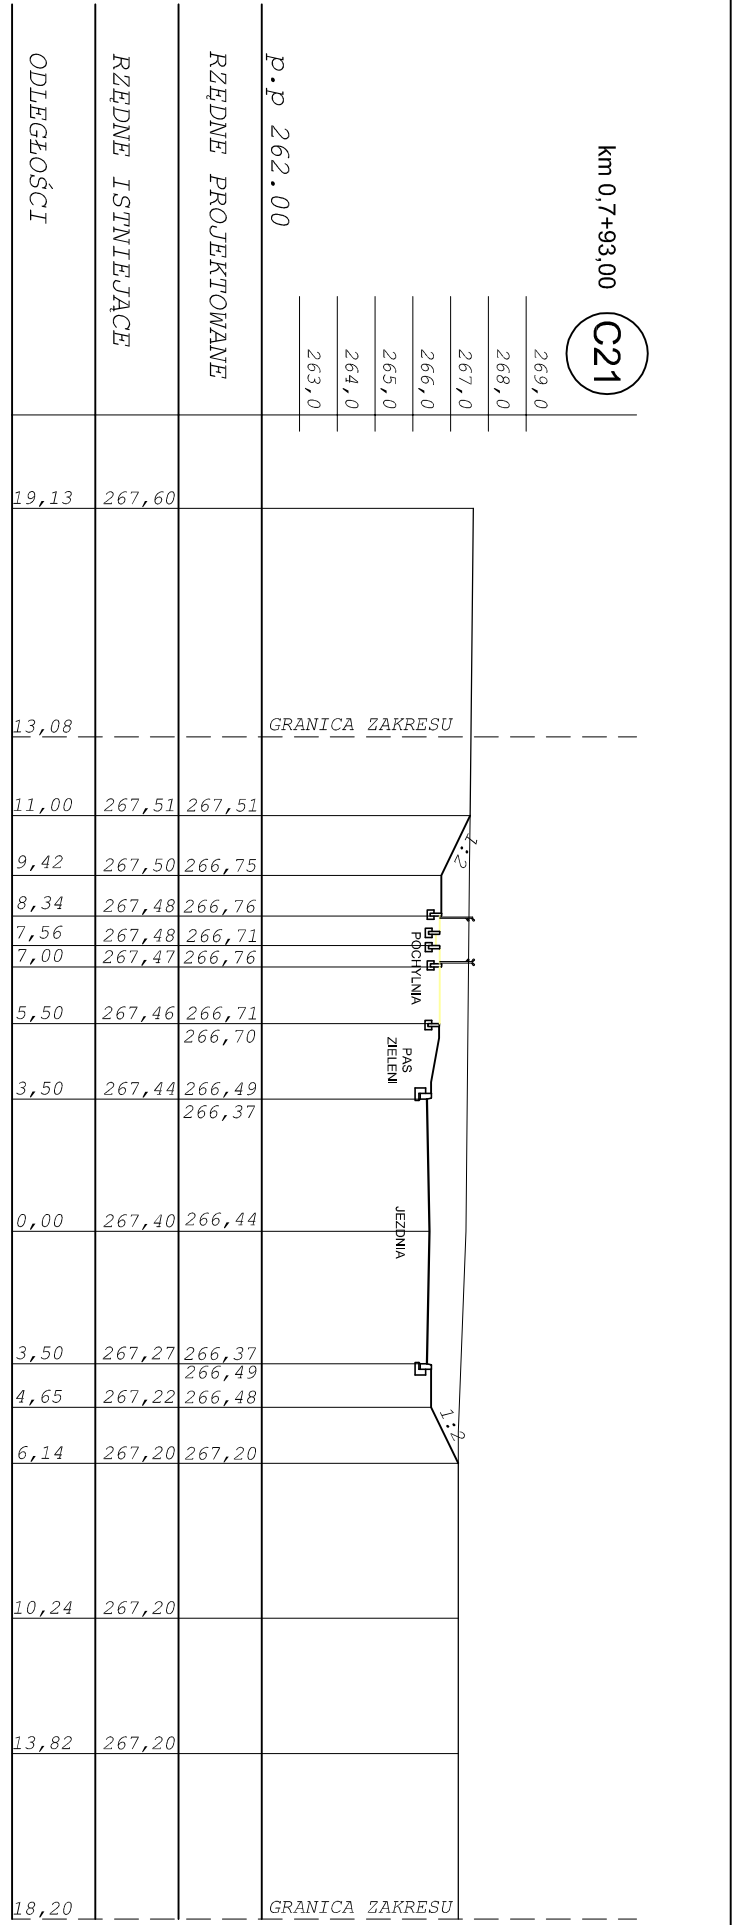 km 0,7+93,00
C21
269,0
268,0
267,0
266,0
265,0
264,0
263,0
p.p 262.00
RZĘDNE PROJEKTOWANE
RZĘDNE ISTNIEJĄCE
ODLEGŁOŚCI
19,13 267,60
13,08 GRANICA ZAKRESU
11,00 267,51 267,51
1:2
9,42 267,50 266,75
8,34 267,48 266,76
7,56 267,48 266,71
7,00 267,47 266,76
POCHYLNIA
5,50 267,46 266,71
266,70
PAS
ZIELENI
3,50 267,44 266,49
266,37
0,00 267,40 266,44
JEZDNIA
3,50 267,27 266,37
266,49
4,65 267,22 266,48
1:2
6,14 267,20 267,20
10,24 267,20
13,82 267,20
18,20 GRANICA ZAKRESU